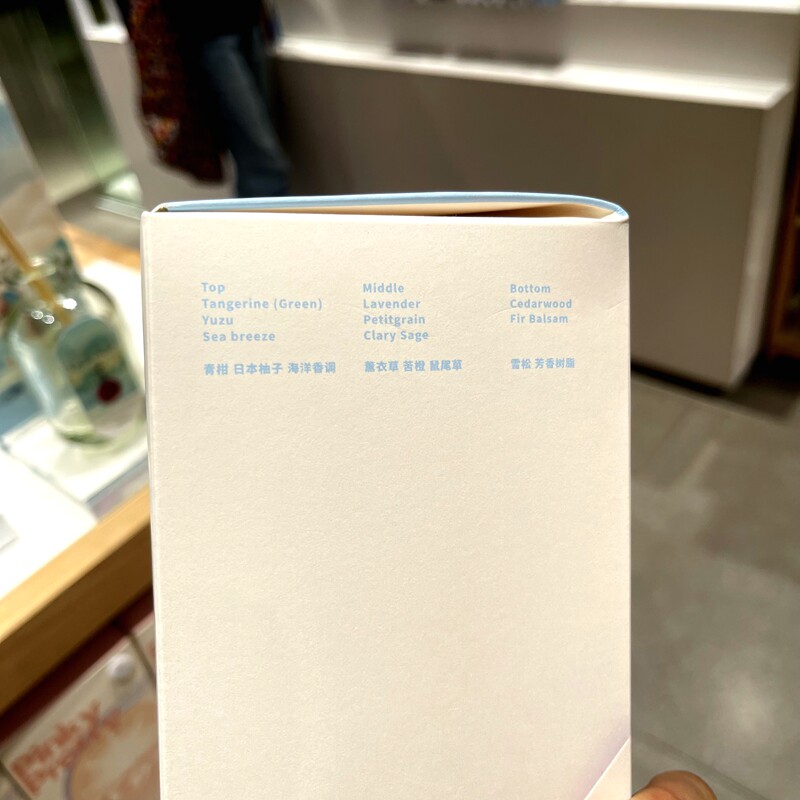 Top
Tangerine (Green)
Yuzu
Sea breeze
青柑 日本柚子 海洋香调
Middle
Lavender
Petitgrain
Clary Sage
薰衣草 苦橙 鼠尾草
Bottom
Cedarwood
Fir Balsam
雪松 芳香树脂